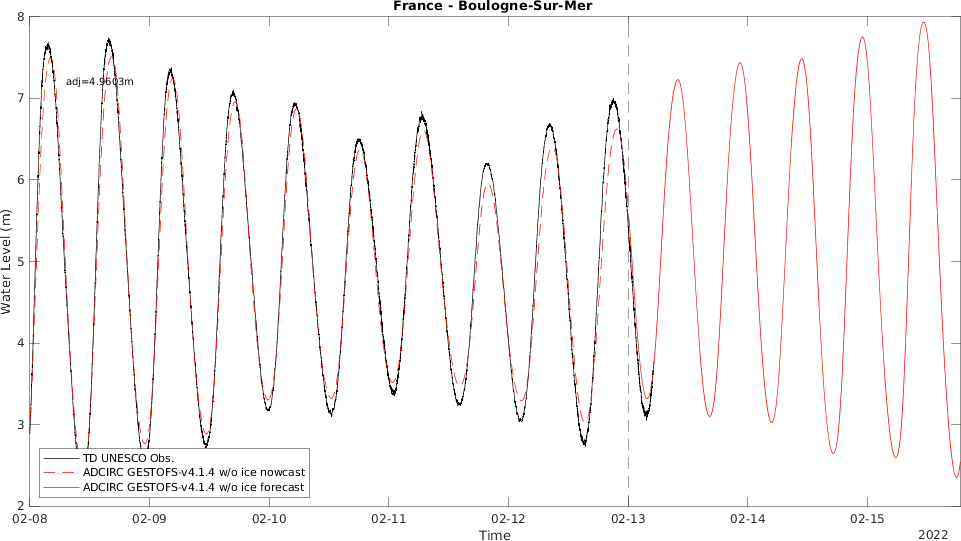 France - Boulogne-Sur-Mer
8
adj=4.9603m
7
6
5
4
3
2
Water Level (m)
TD UNESCO Obs.
ADCIRC GESTOFS-v4.1.4 w/o ice nowcast
ADCIRC GESTOFS-v4.1.4 w/o ice forecast
02-08 02-09 02-10 02-11 02-12 02-13 02-14 02-15
Time
2022